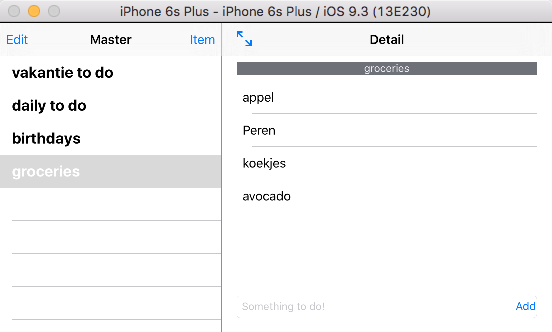 iPhone 6s Plus - iPhone 6s Plus / iOS 9.3 (13E230)
Edit Master Item
vakantie to do
daily to do
birthdays
groceries
Detail
groceries
appel
Peren
koekjes
avocado
Something to do! Add